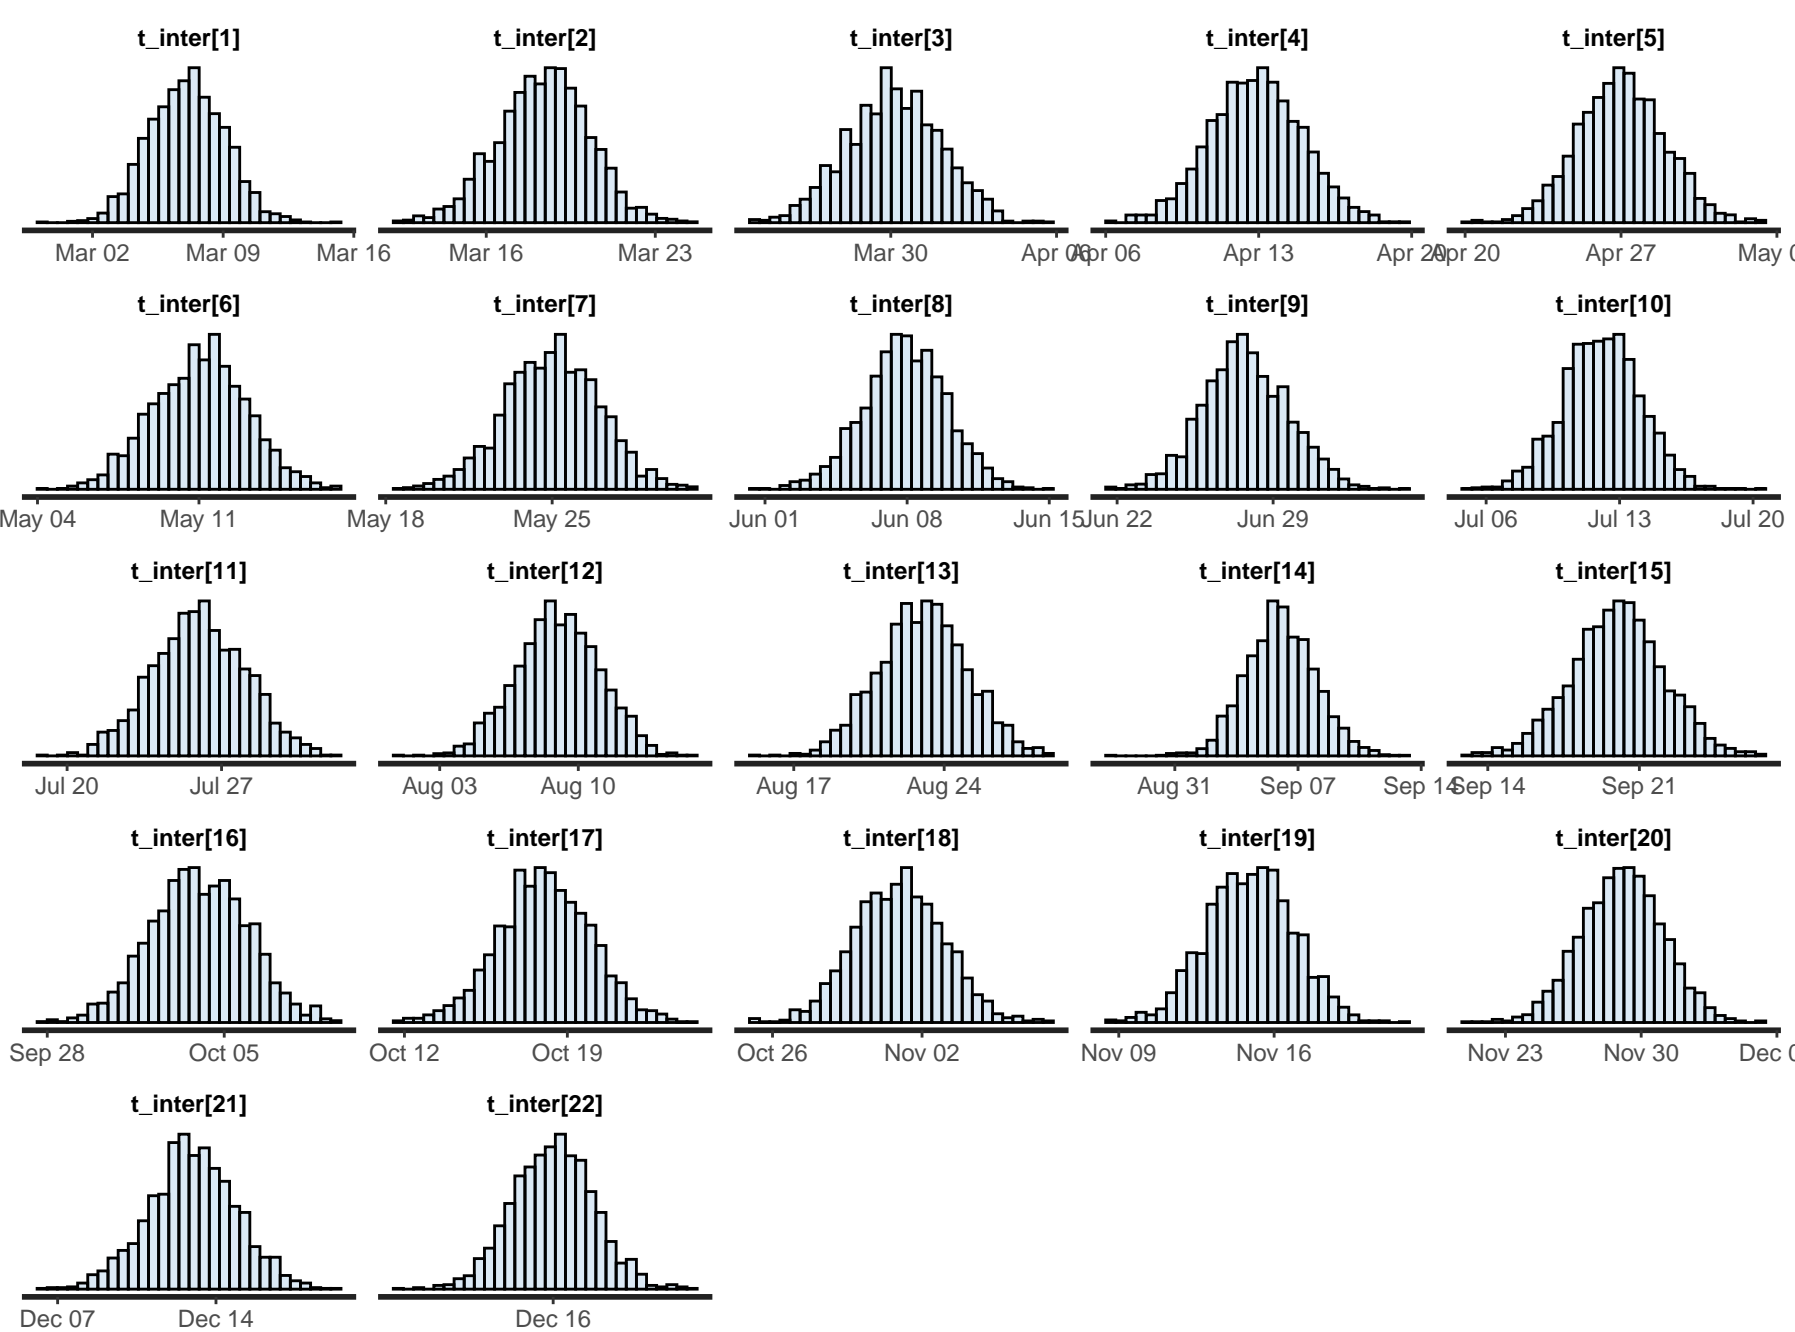 t_inter[1] t_inter[2] t_inter[3] t_inter[4] t_inter[5]
Mar 02 Mar 09 Mar 16 Mar 16 Mar 23 Mar 30 Apr 06 Apr 06 Apr 13 Apr 20 Apr 20 Apr 27 May 0
t_inter[6] t_inter[7] t_inter[8] t_inter[9] t_inter[10]
May 04 May 11 May 18 May 25 Jun 01 Jun 08 Jun 15 Jun 22 Jun 29 Jul 06 Jul 13 Jul 20
t_inter[11] t_inter[12] t_inter[13] t_inter[14] t_inter[15]
Jul 20 Jul 27 Aug 03 Aug 10 Aug 17 Aug 24 Aug 31 Sep 07 Sep 14 Sep 14 Sep 21
t_inter[16] t_inter[17] t_inter[18] t_inter[19] t_inter[20]
Sep 28 Oct 05 Oct 12 Oct 19 Oct 26 Nov 02 Nov 09 Nov 16 Nov 23 Nov 30 Dec 0
t_inter[21] t_inter[22]
Dec 07 Dec 14 Dec 16